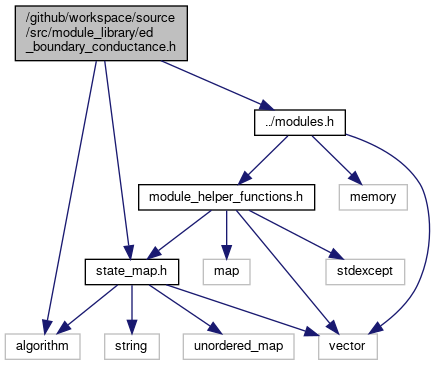 /github/workspace/source
/src/module_library/ed
_boundary_conductance.h
../modules.h
module_helper_functions.h
memory
state_map.h
map
stdexcept
algorithm
string
unordered_map
vector